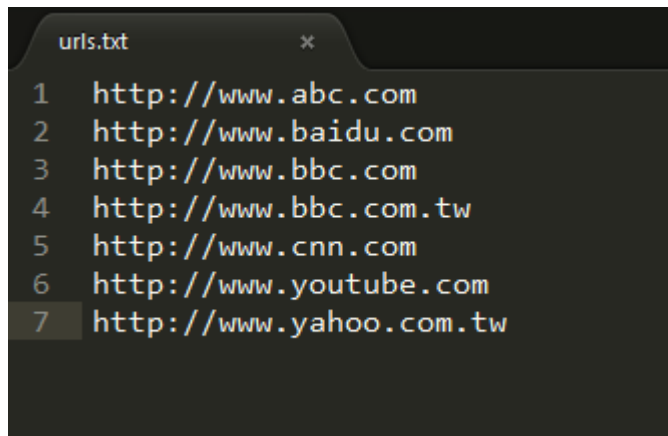 urls.txt ×
1 http://www.abc.com
2 http://www.baidu.com
3 http://www.bbc.com
4 http://www.bbc.com.tw
5 http://www.cnn.com
6 http://www.youtube.com
7 http://www.yahoo.com.tw